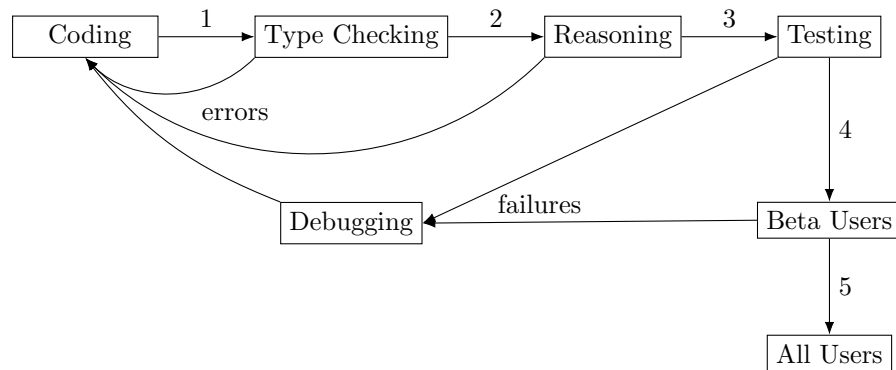 Coding
1
Type Checking
2
Reasoning
3
Testing
errors
4
Debugging
failures
Beta Users
5
All Users